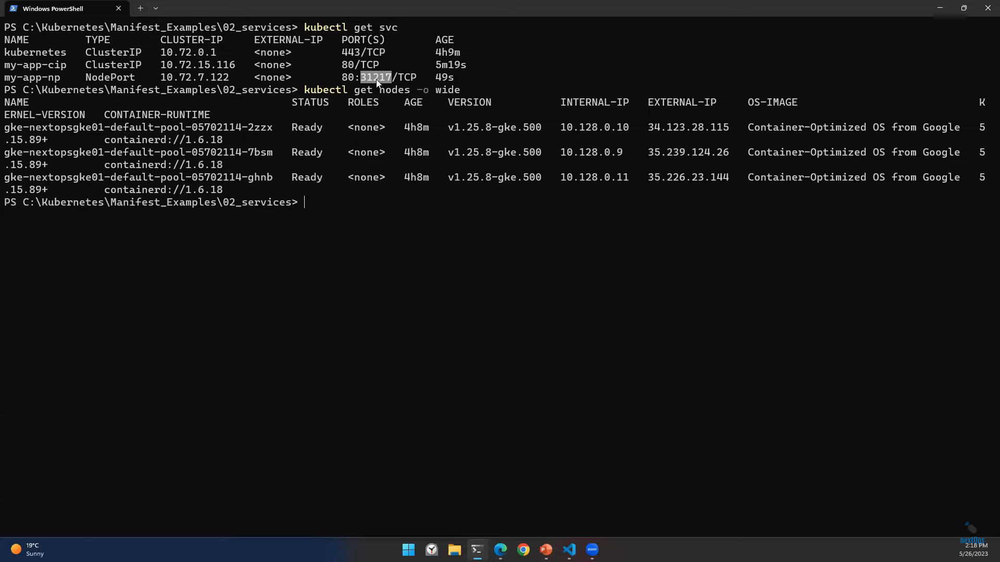 Windows PowerShell
PS C:\Kubernetes\Manifest_Examples\02_services> kubectl get svc
NAME TYPE CLUSTER-IP EXTERNAL-IP PORT(S) AGE
kubernetes ClusterIP 10.72.0.1 <none> 443/TCP 4h9m
my-app-cip ClusterIP 10.72.15.116 <none> 80/TCP 5m19s
my-app-np NodePort 10.72.7.122 <none> 80:31217/TCP 49s
PS C:\Kubernetes\Manifest_Examples\02_services> kubectl get nodes -o wide
NAME STATUS ROLES AGE VERSION INTERNAL-IP EXTERNAL-IP OS-IMAGE K
ERNEL-VERSION CONTAINER-RUNTIME
gke-nextopsgke01-default-pool-05702114-2zzx Ready <none> 4h8m v1.25.8-gke.500 10.128.0.10 34.123.28.115 Container-Optimized OS from Google 5
.15.89+ containerd://1.6.18
gke-nextopsgke01-default-pool-05702114-7bsm Ready <none> 4h8m v1.25.8-gke.500 10.128.0.9 35.239.124.26 Container-Optimized OS from Google 5
.15.89+ containerd://1.6.18
gke-nextopsgke01-default-pool-05702114-ghnb Ready <none> 4h8m v1.25.8-gke.500 10.128.0.11 35.226.23.144 Container-Optimized OS from Google 5
.15.89+ containerd://1.6.18
PS C:\Kubernetes\Manifest_Examples\02_services>
nextOps
19°C
Sunny
P
zoom
2:18 PM
5/26/2023